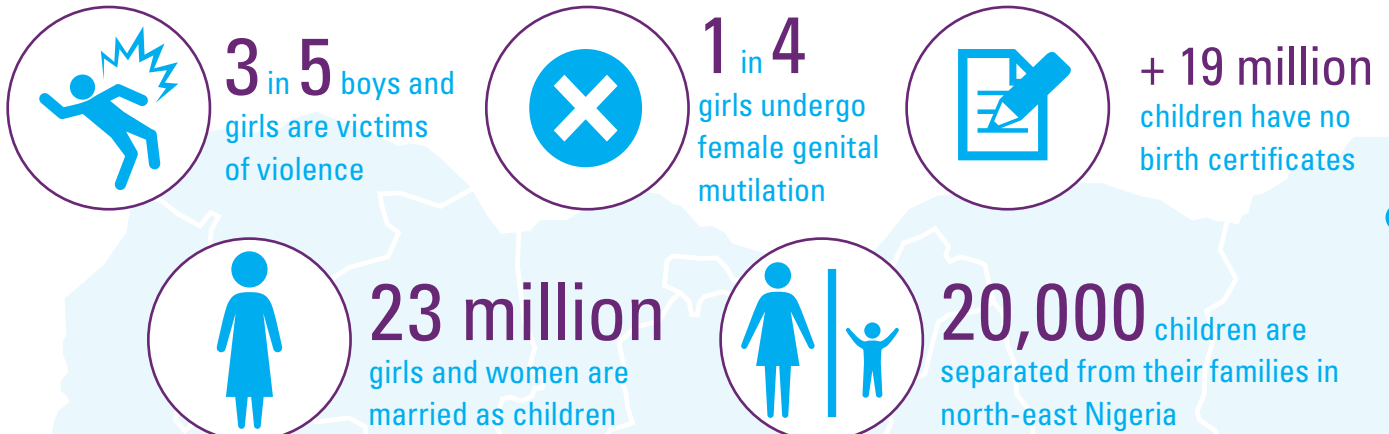 3 in 5 boys and
girls are victims
of violence
1 in 4
girls undergo
female genital
mutilation
+ 19 million
children have no
birth certificates
23 million
girls and women are
married as children
20,000 children are
separated from their families in
north-east Nigeria